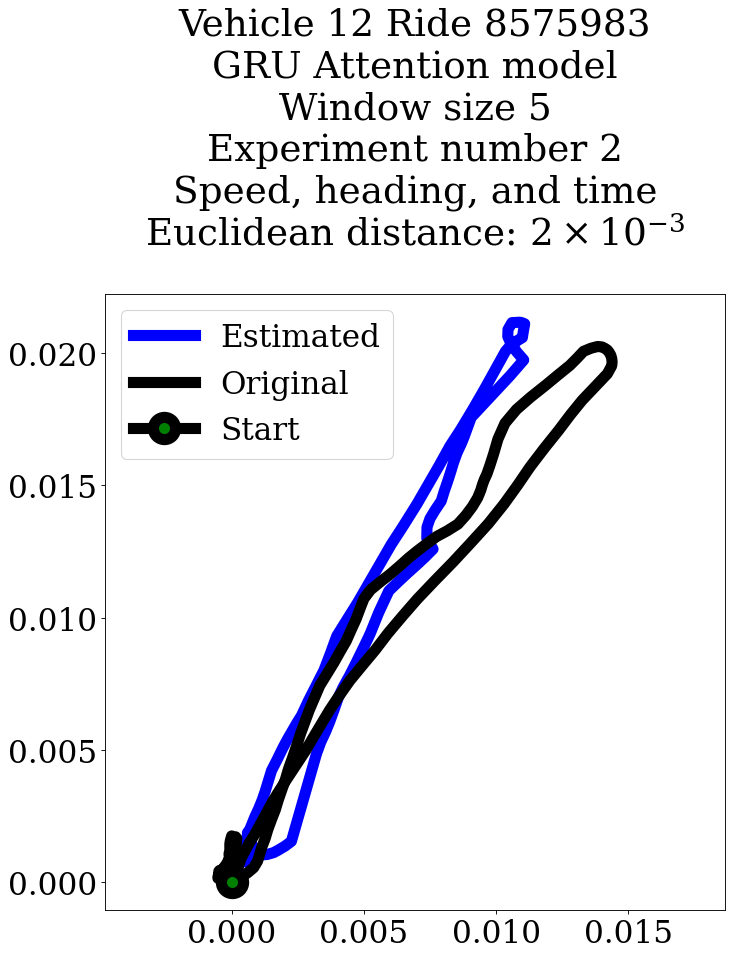 Vehicle 12 Ride 8575983
GRU Attention model
Window size 5
Experiment number 2
Speed, heading, and time
Euclidean distance: 2 × 10⁻³
Estimated
Original
Start
0.020
0.015
0.010
0.005
0.000
0.000 0.005 0.010 0.015